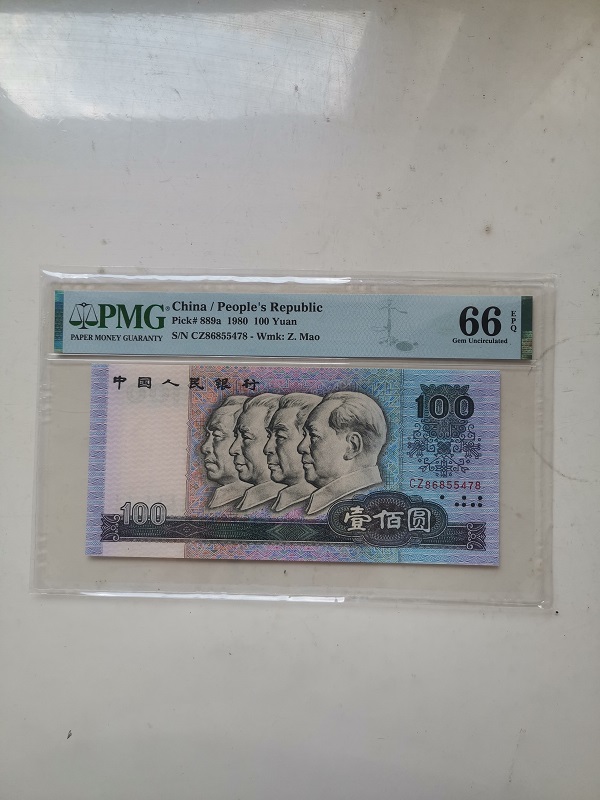 PMG
PAPER MONEY GUARANTY
China / People's Republic
Pick# 889a 1980 100 Yuan
S/N CZ86855478 - Wmk: Z. Mao
66 EPQ
Gem Uncirculated
中国人民银行
100
CZ86855478
100
壹佰圆